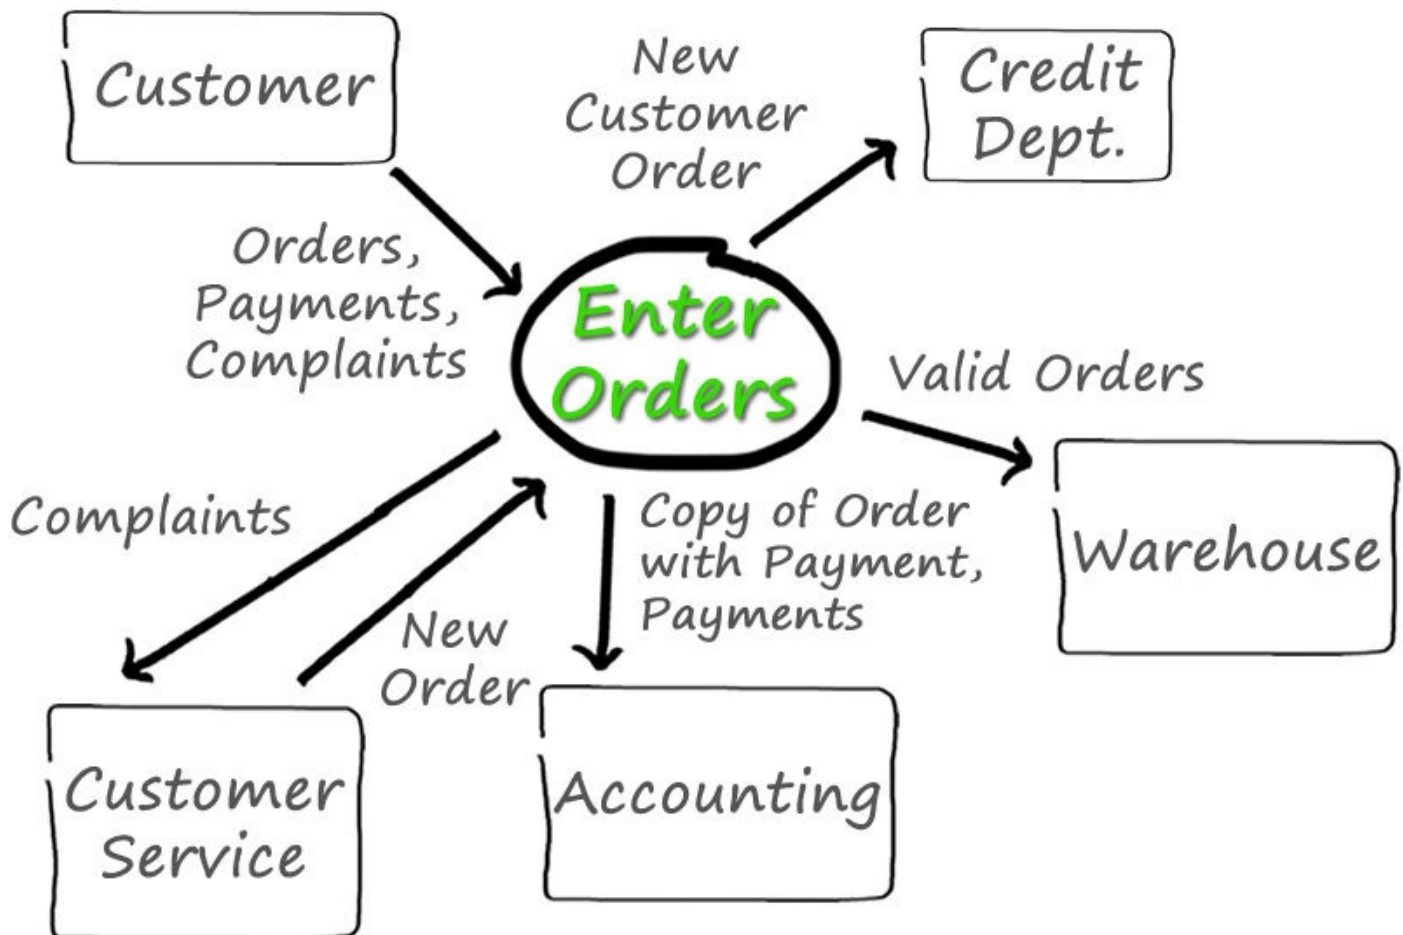 Customer
New
Customer
Order
Credit
Dept.
Orders,
Payments,
Complaints
Enter
Orders
Valid Orders
Complaints
Copy of Order
with Payment,
Payments
Warehouse
New
Order
Customer
Service
Accounting